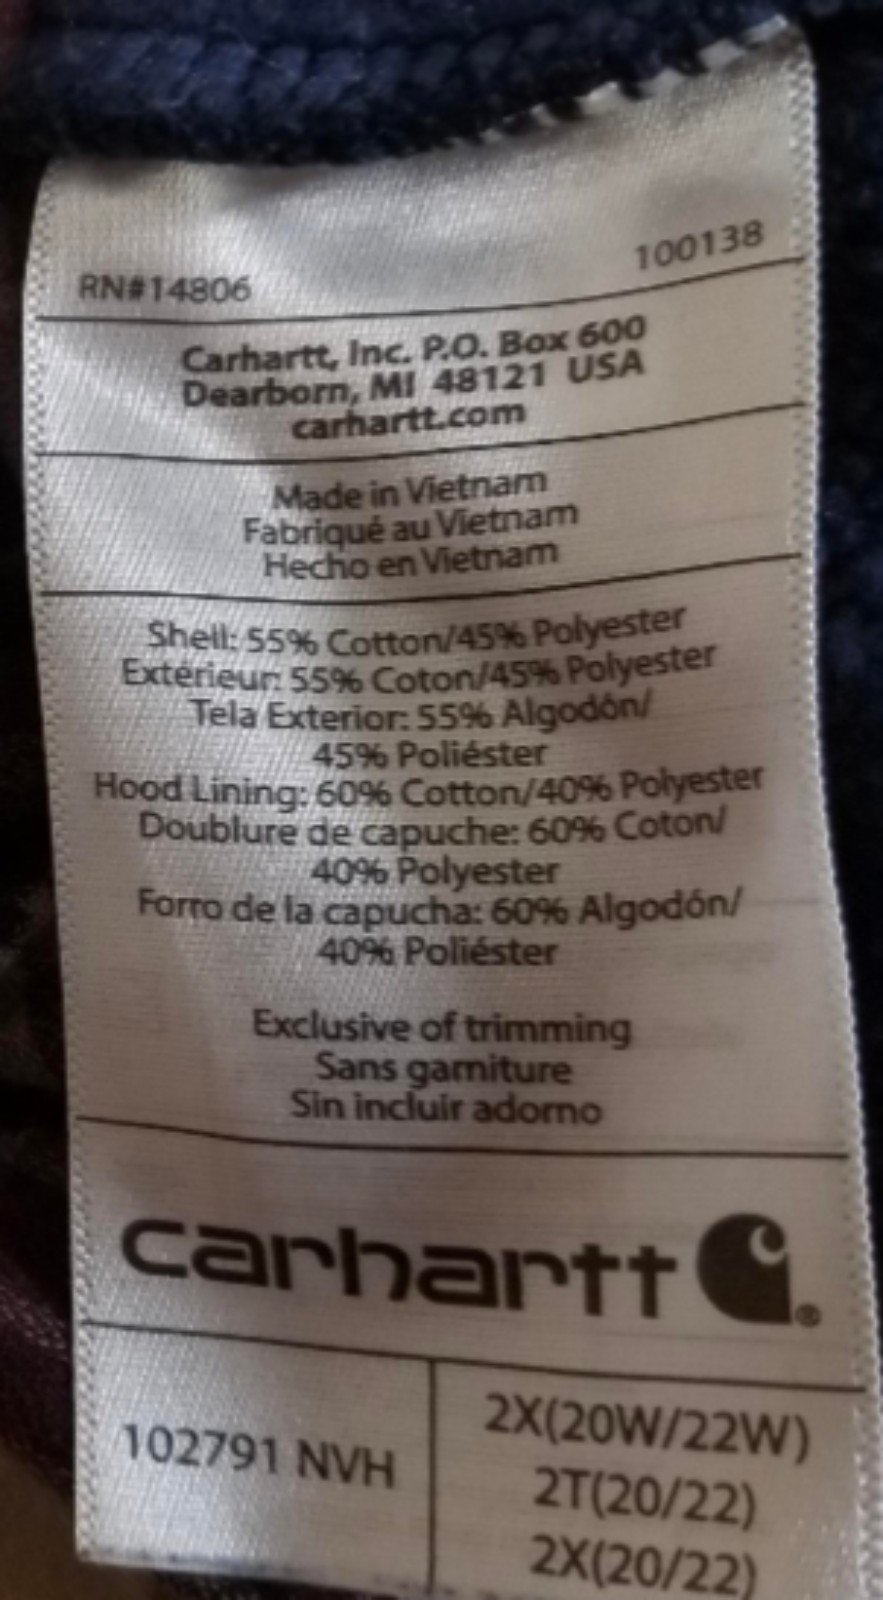 RN#14806
100138
Carhartt, Inc. P.O. Box 600
Dearborn, MI 48121 USA
carhartt.com
Made in Vietnam
Fabriqué au Vietnam
Hecho en Vietnam
Shell: 55% Cotton/45% Polyester
Extérieur: 55% Coton/45% Polyester
Tela Exterior: 55% Algodón/
45% Poliéster
Hood Lining: 60% Cotton/40% Polyester
Doublure de capuche: 60% Coton/
40% Polyester
Forro de la capucha: 60% Algodón/
40% Poliéster
Exclusive of trimming
Sans garniture
Sin incluir adorno
carhartt ®
102791 NVH
2X(20W/22W)
2T(20/22)
2X(20/22)